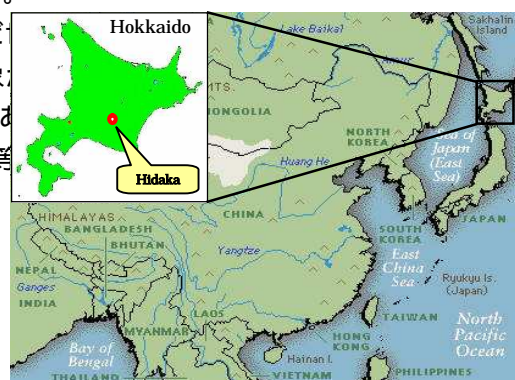 Hokkaido
Hidaka
Lake Baikal
Amur
Sakhalin
Island
MTS.
MONGOLIA
NORTH
KOREA
Sea of
Japan
(East
Sea)
Huang He
HIMALAYAS
BANGLADESH
BHUTAN
CHINA
SOUTH
KOREA
JAPAN
NEPAL
Yangtze
East
China
Sea
Ryukyu Is.
(Japan)
Ganges
INDIA
LAOS
TAIWAN
North
Pacific
Ocean
MYANMAR
HONG
KONG
Bay of
Bengal
Hainan I.
THAILAND
VIETNAM
PHILIPPINES